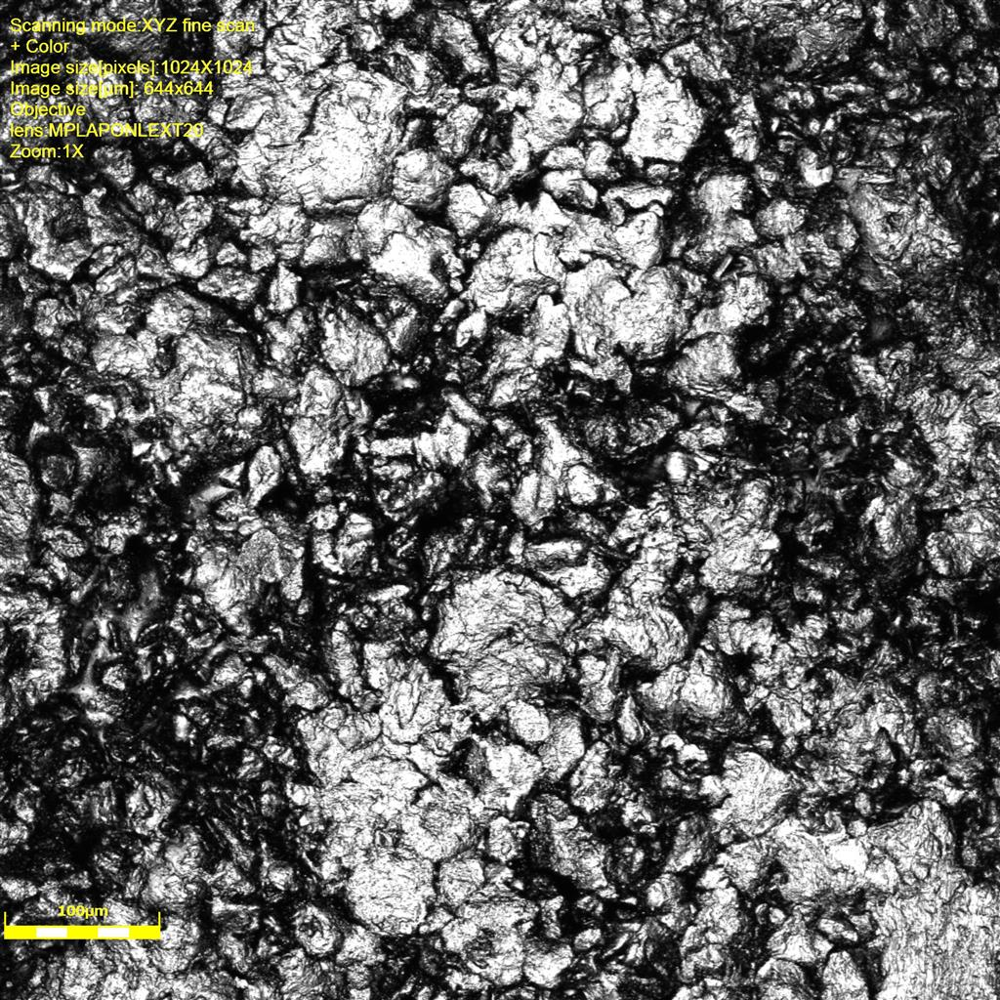 Scanning mode:XYZ fine scan
+ Color
Image size[pixels]:1024X1024
Image size[µm]: 644x644
Objective
lens:MPLAPONLEXT20
Zoom:1X
100µm